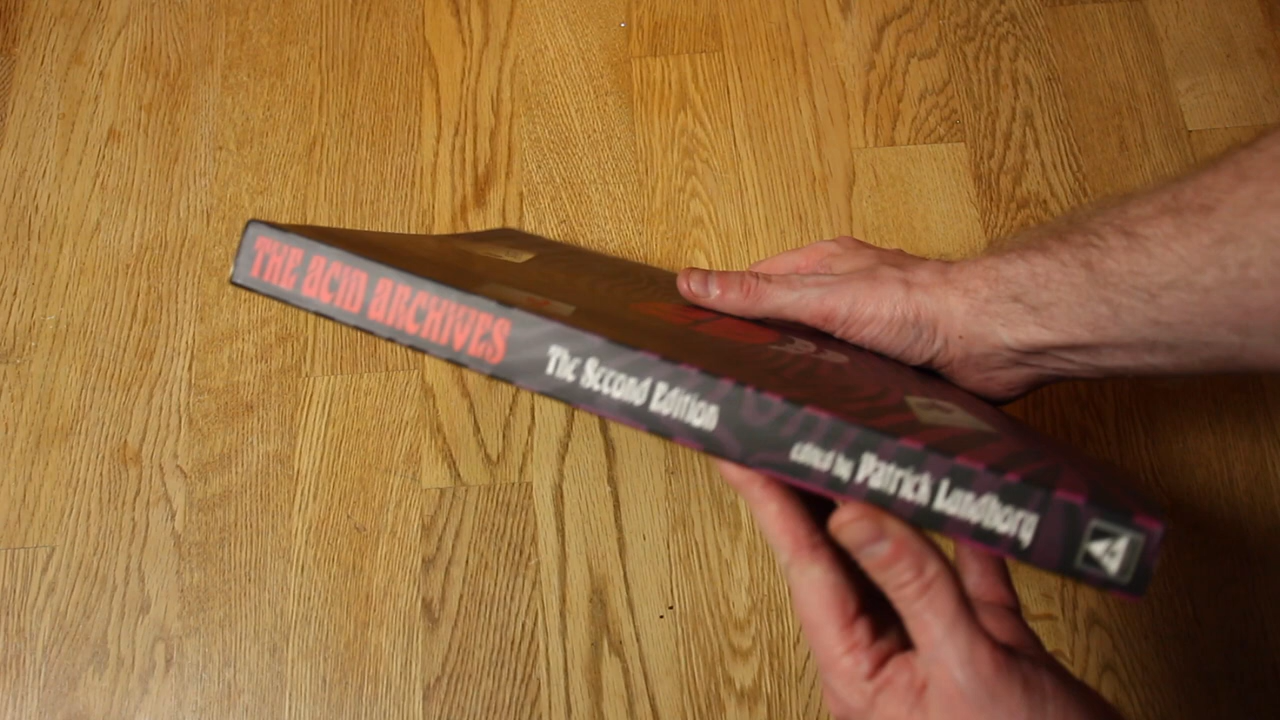 THE ACID ARCHIVES
The Second Edition
edited by Patrick Lundborg